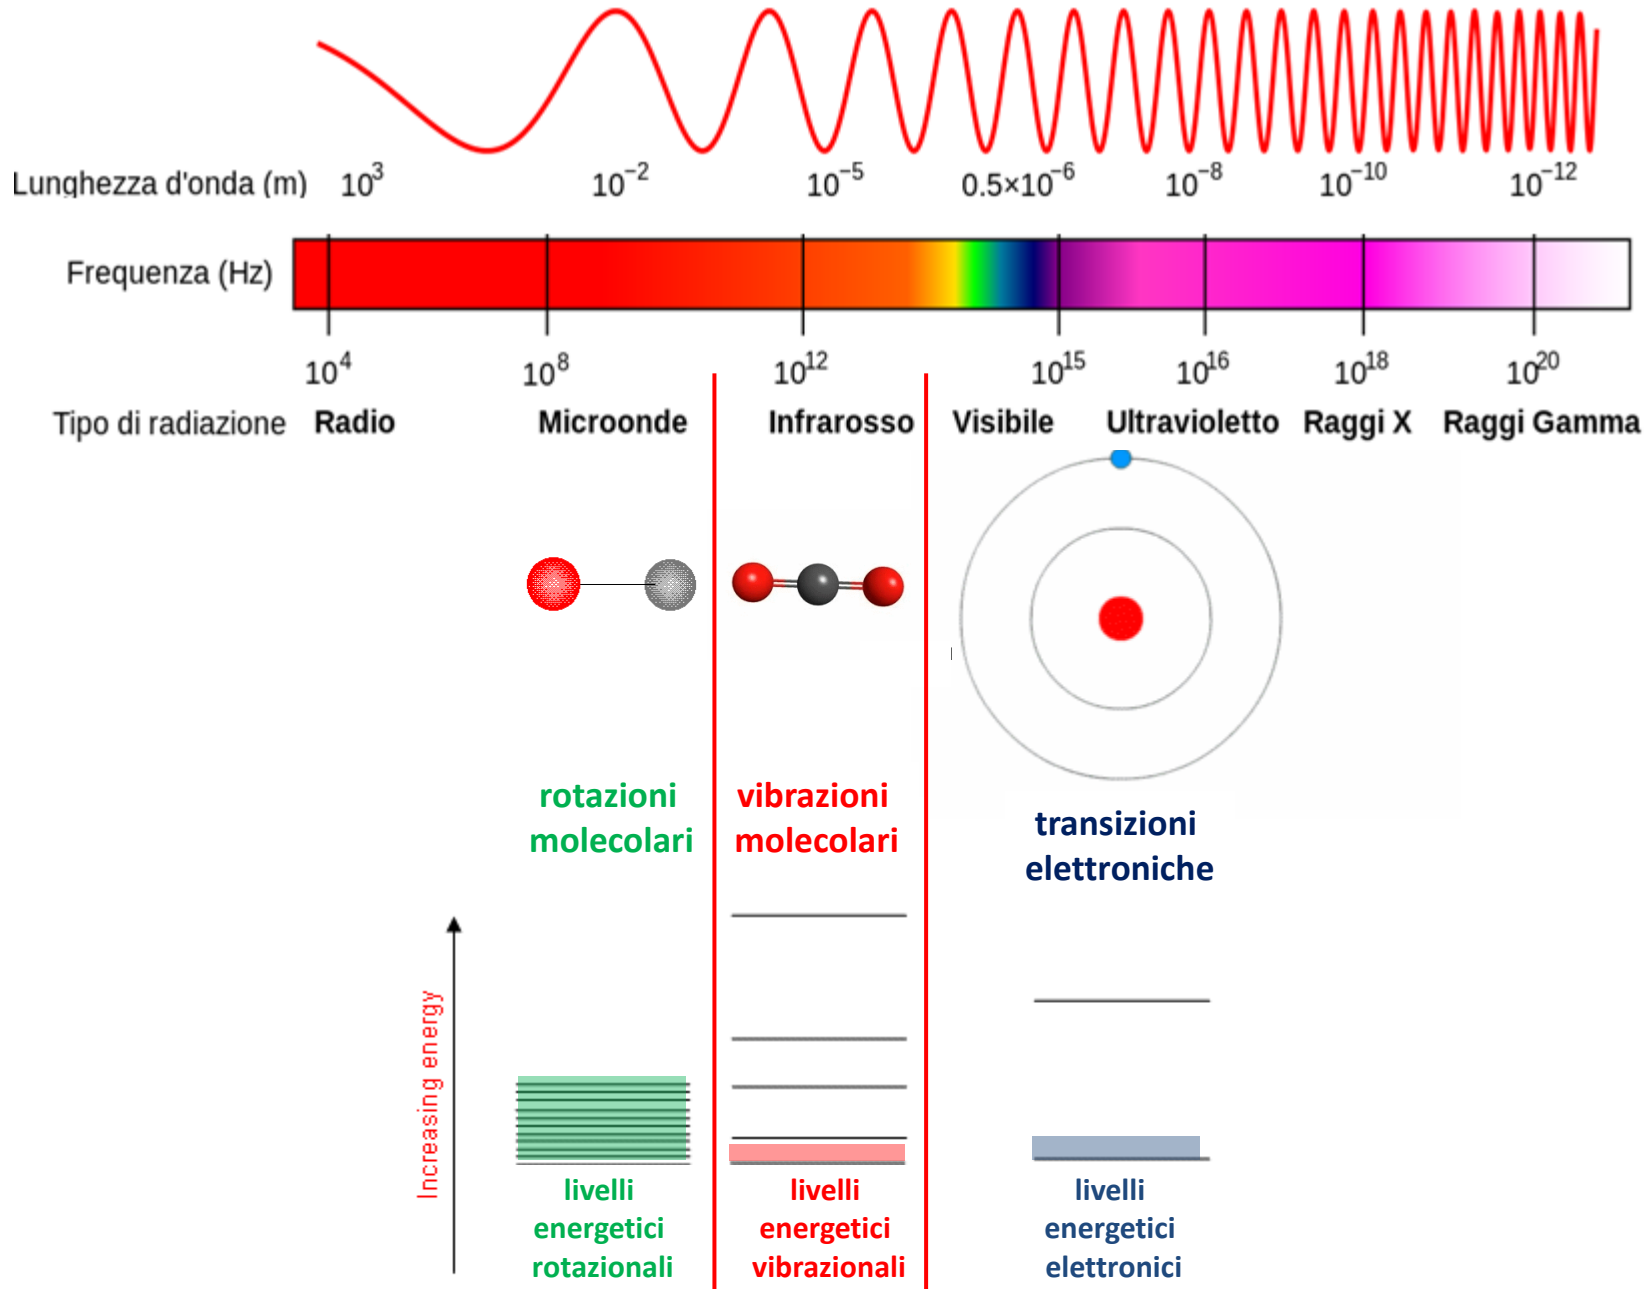 Lunghezza d'onda (m) 10³ 10⁻² 10⁻⁵ 0.5×10⁻⁶ 10⁻⁸ 10⁻¹⁰ 10⁻¹²
Frequenza (Hz)
10⁴ 10⁸ 10¹² 10¹⁵ 10¹⁶ 10¹⁸ 10²⁰
Tipo di radiazione Radio Microonde Infrarosso Visibile Ultravioletto Raggi X Raggi Gamma
rotazioni
molecolari
vibrazioni
molecolari
transizioni
elettroniche
Increasing energy
livelli
energetici
rotazionali
livelli
energetici
vibrazionali
livelli
energetici
elettronici